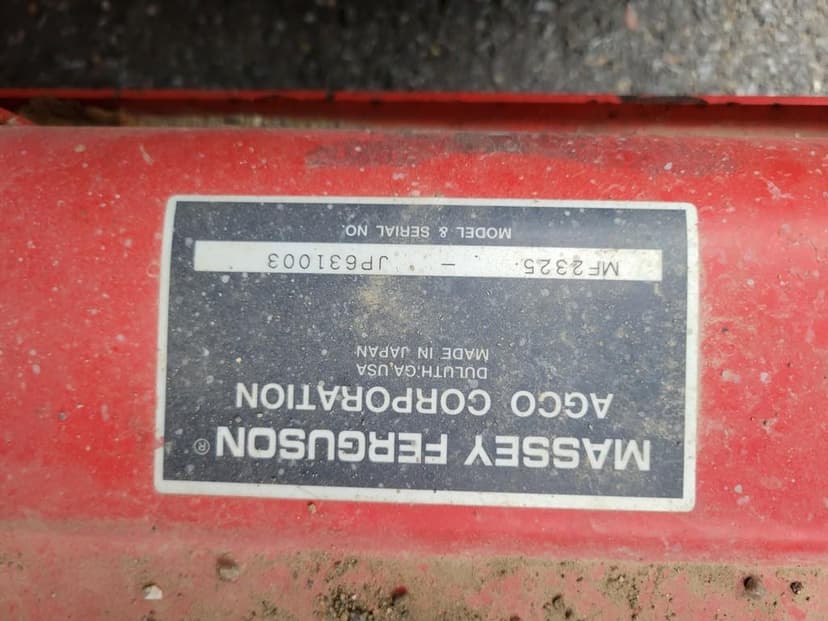 MASSEY FERGUSON®
AGCO CORPORATION
DULUTH,GA,USA
MADE IN JAPAN
MF2325 - JP631003
MODEL & SERIAL NO.